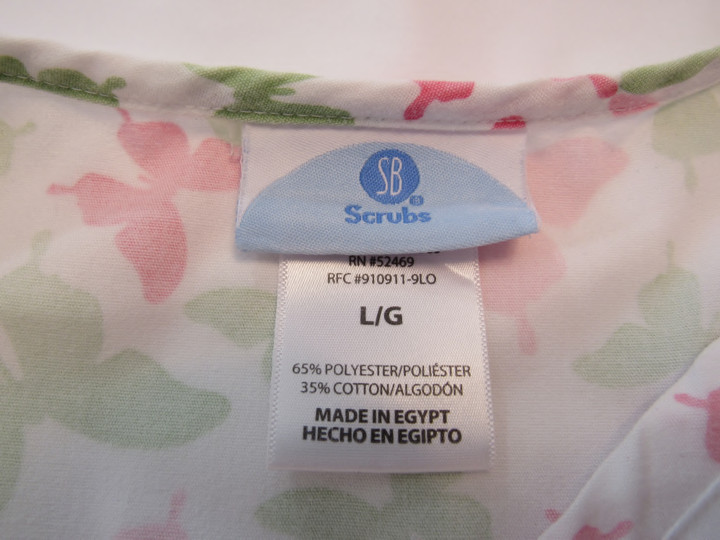 SB
Scrubs
RN #52469
RFC #910911-9LO
L/G
65% POLYESTER/POLIÉSTER
35% COTTON/ALGODÓN
MADE IN EGYPT
HECHO EN EGIPTO